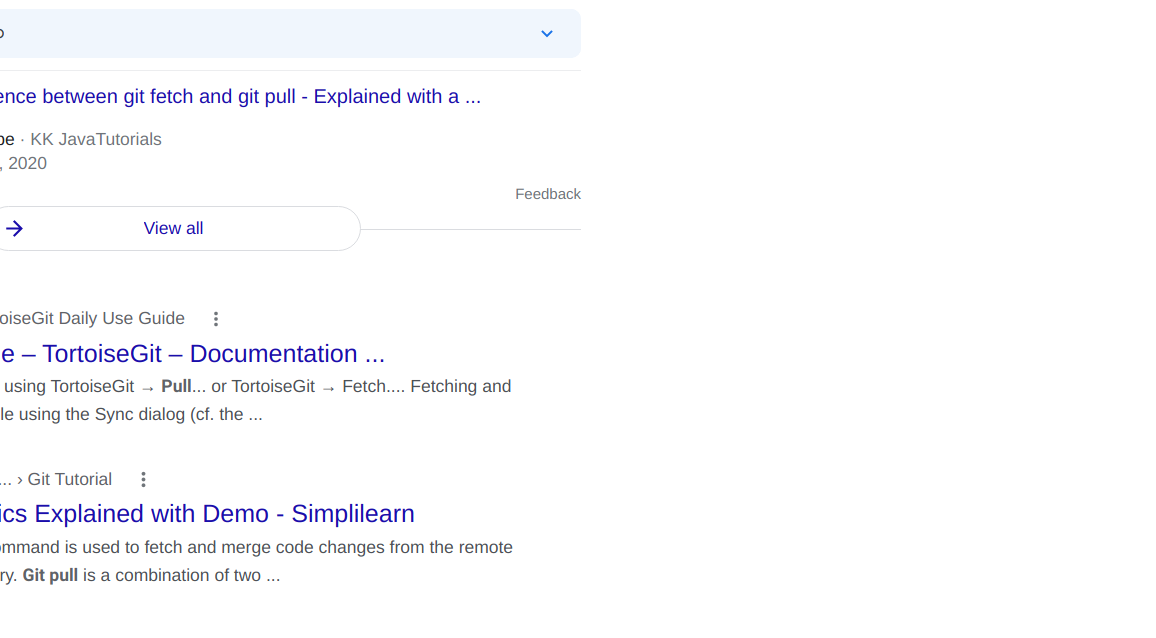 ence between git fetch and git pull - Explained with a ...
be · KK JavaTutorials
, 2020
Feedback
View all
oiseGit Daily Use Guide
e – TortoiseGit – Documentation ...
using TortoiseGit → Pull... or TortoiseGit → Fetch.... Fetching and
le using the Sync dialog (cf. the ...
... › Git Tutorial
ics Explained with Demo - Simplilearn
ommand is used to fetch and merge code changes from the remote
ry. Git pull is a combination of two ...